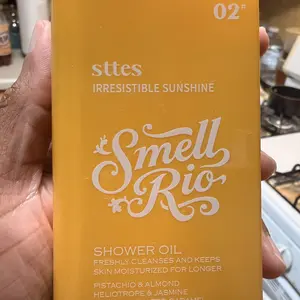 02"
sttes
IRRESISTIBLE SUNSHINE
Smell
Rio
SHOWER OIL
FRESHLY CLEANSES AND KEEPS
SKIN MOISTURIZED FOR LONGER
PISTACHIO & ALMOND
HELIOTROPE & JASMINE